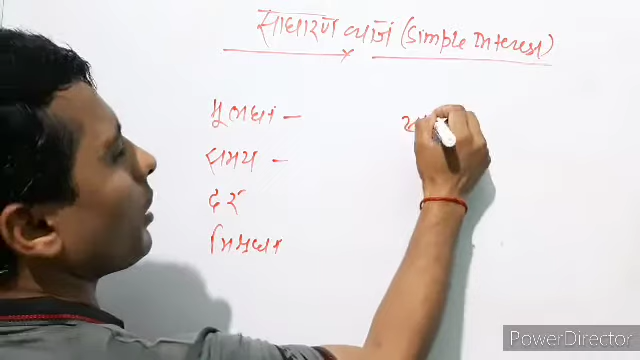 साधारण ब्याज (Simple Interest)
मूलधन -
समय -
दर
मिश्रधन
PowerDirector